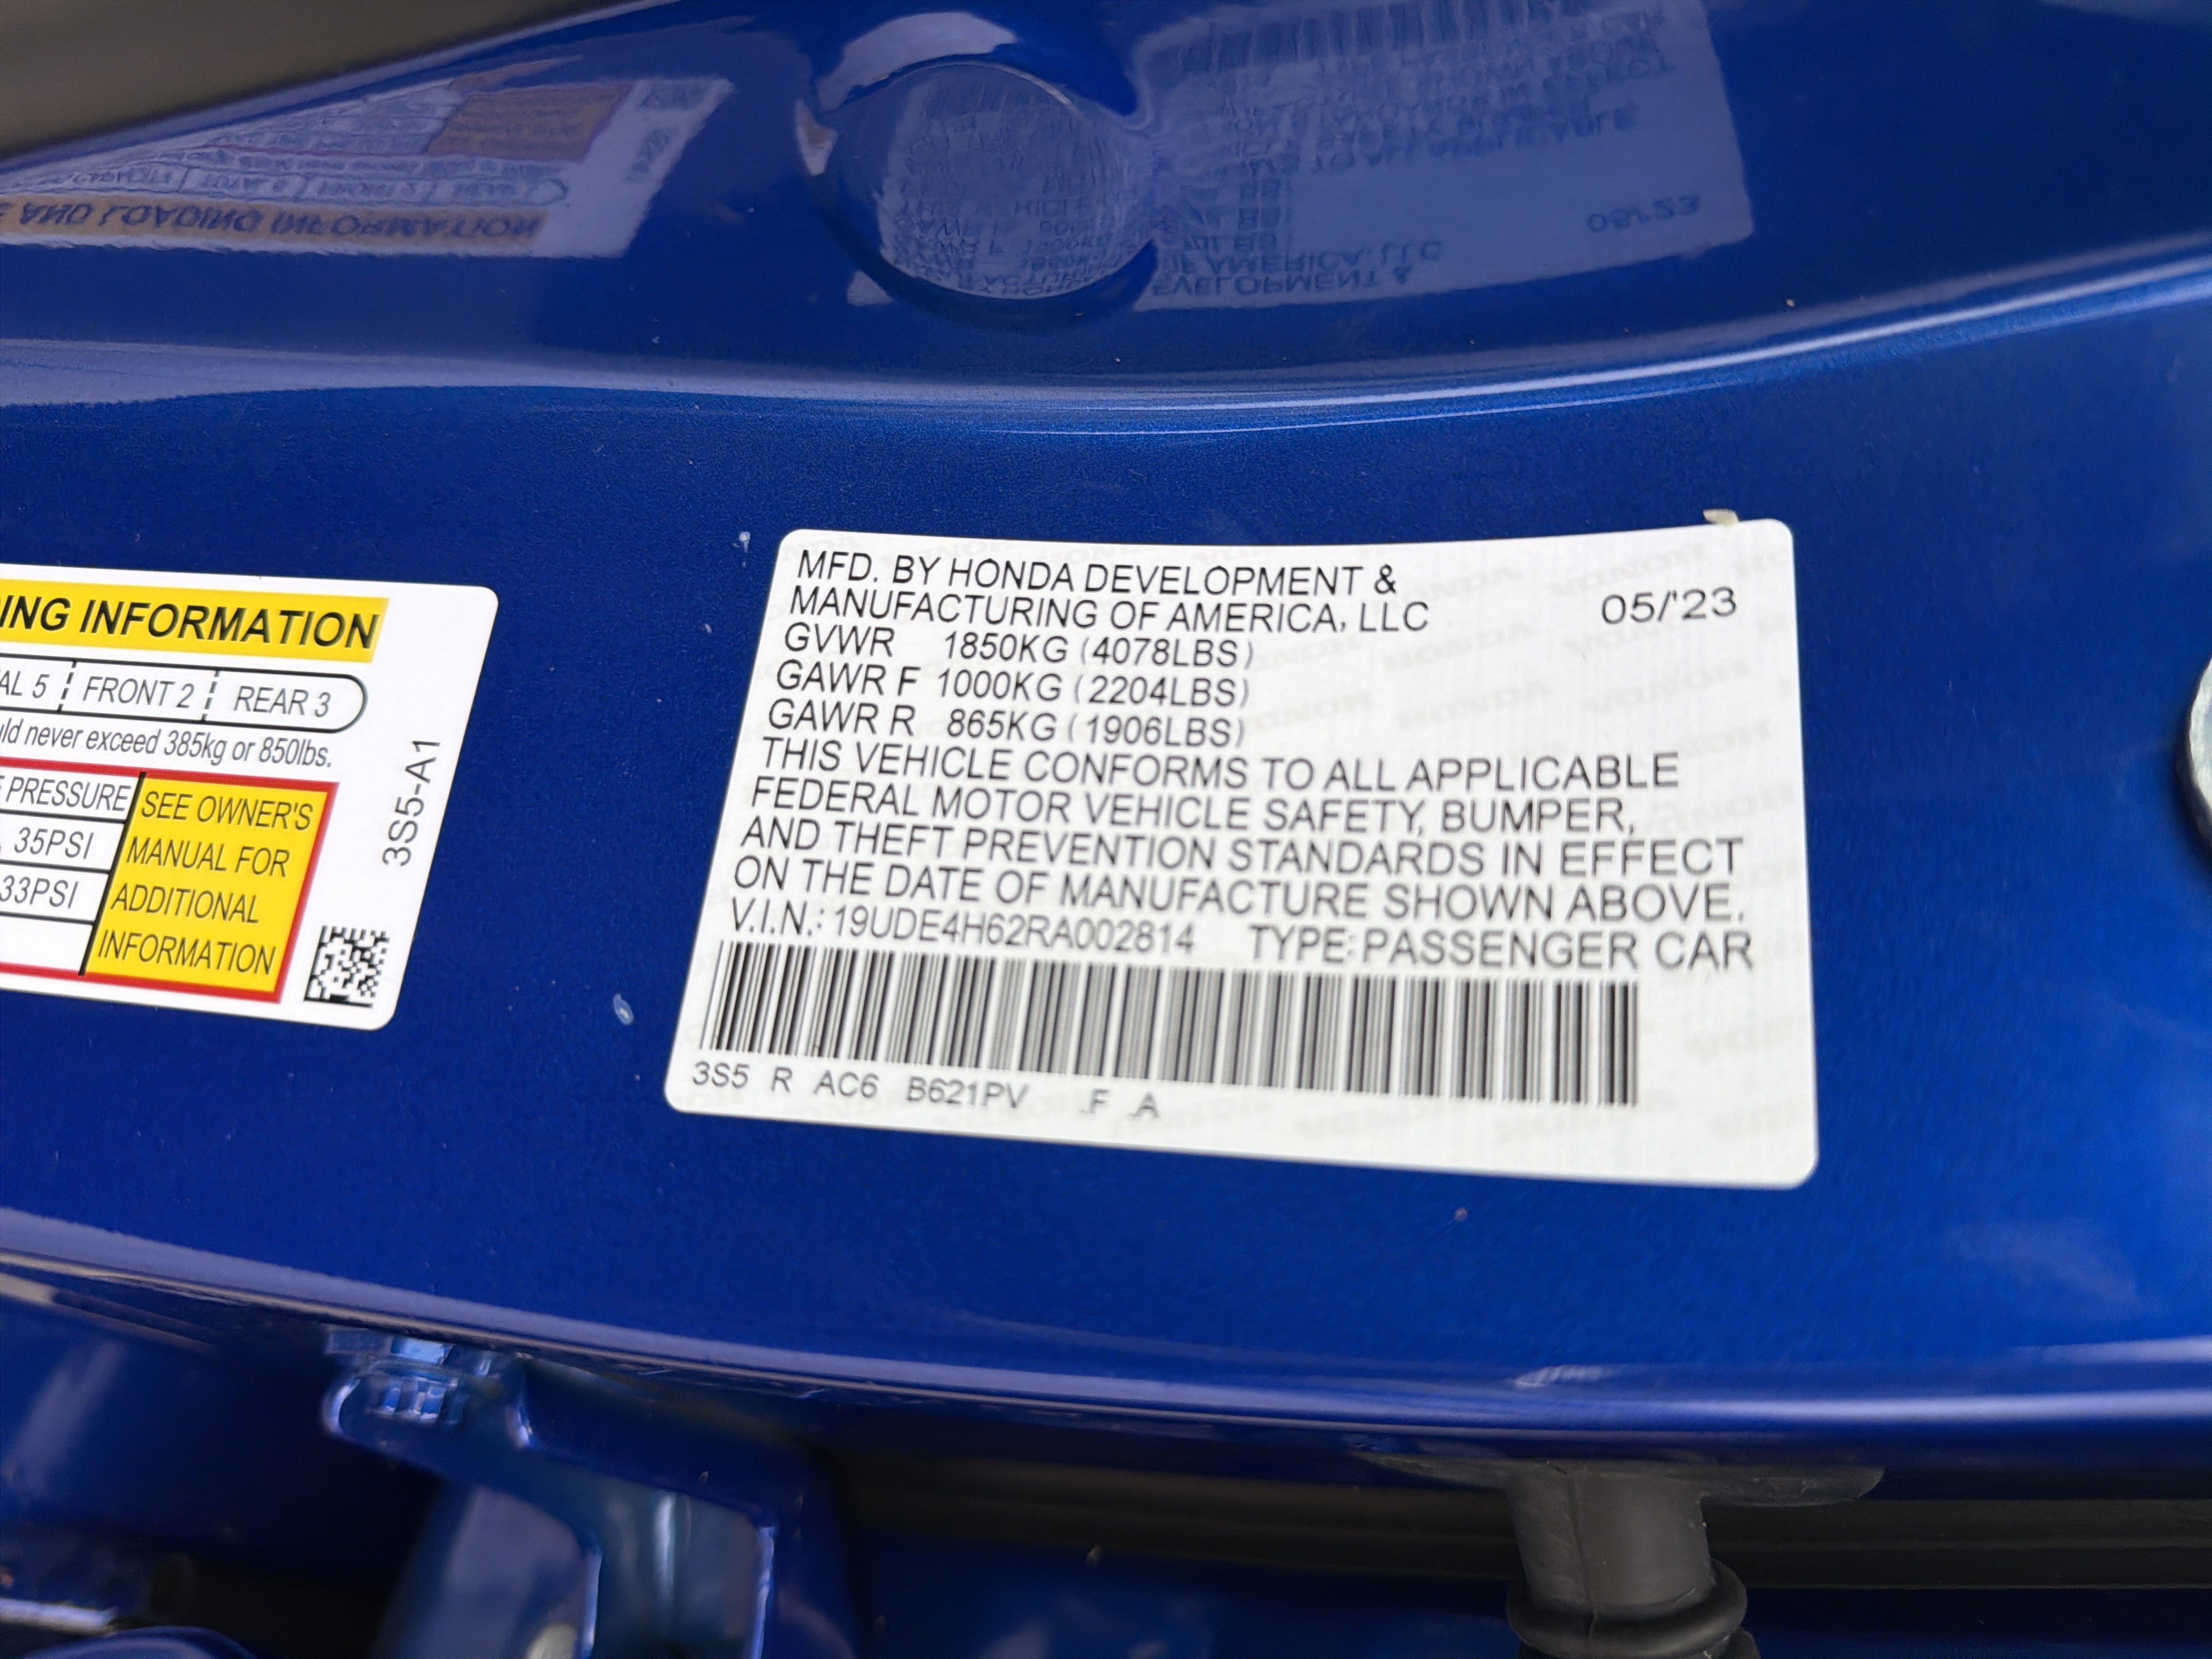 ING INFORMATION
AL 5 FRONT 2 REAR 3
uld never exceed 385kg or 850lbs.
PRESSURE
35PSI
33PSI
SEE OWNER'S
MANUAL FOR
ADDITIONAL
INFORMATION
3S5-A1
MFD. BY HONDA DEVELOPMENT &
MANUFACTURING OF AMERICA, LLC 05/'23
GVWR 1850KG (4078LBS)
GAWR F 1000KG (2204LBS)
GAWR R 865KG (1906LBS)
THIS VEHICLE CONFORMS TO ALL APPLICABLE
FEDERAL MOTOR VEHICLE SAFETY, BUMPER,
AND THEFT PREVENTION STANDARDS IN EFFECT
ON THE DATE OF MANUFACTURE SHOWN ABOVE.
V.I.N.: 19UDE4H62RA002814 TYPE: PASSENGER CAR
3S5 R AC6 B621PV F A